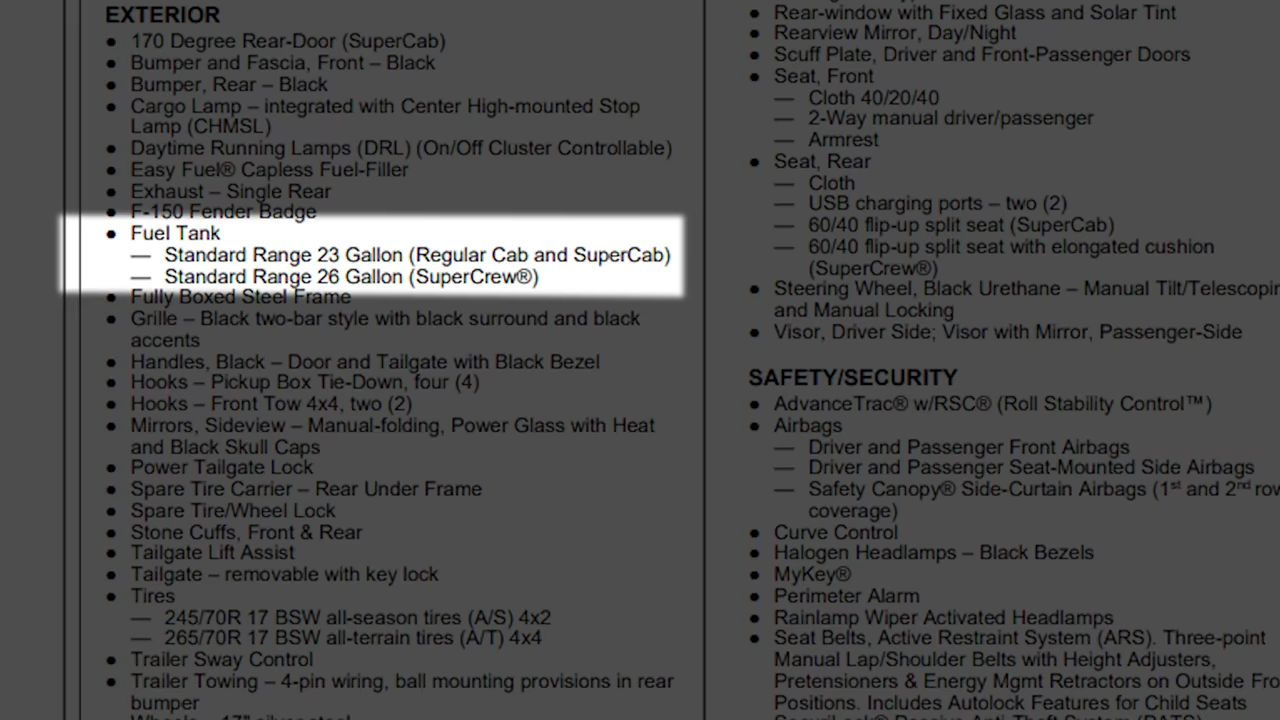 EXTERIOR
● 170 Degree Rear-Door (SuperCab)
● Bumper and Fascia, Front – Black
● Bumper, Rear – Black
● Cargo Lamp – integrated with Center High-mounted Stop
Lamp (CHMSL)
● Daytime Running Lamps (DRL) (On/Off Cluster Controllable)
● Easy Fuel® Capless Fuel-Filler
● Exhaust – Single Rear
● F-150 Fender Badge
● Fuel Tank
— Standard Range 23 Gallon (Regular Cab and SuperCab)
— Standard Range 26 Gallon (SuperCrew®)
● Fully Boxed Steel Frame
● Grille – Black two-bar style with black surround and black
accents
● Handles, Black – Door and Tailgate with Black Bezel
● Hooks – Pickup Box Tie-Down, four (4)
● Hooks – Front Tow 4x4, two (2)
● Mirrors, Sideview – Manual-folding, Power Glass with Heat
and Black Skull Caps
● Power Tailgate Lock
● Spare Tire Carrier – Rear Under Frame
● Spare Tire/Wheel Lock
● Stone Cuffs, Front & Rear
● Tailgate Lift Assist
● Tailgate – removable with key lock
● Tires
— 245/70R 17 BSW all-season tires (A/S) 4x2
— 265/70R 17 BSW all-terrain tires (A/T) 4x4
● Trailer Sway Control
● Trailer Towing – 4-pin wiring, ball mounting provisions in rear
bumper
● Rear-window with Fixed Glass and Solar Tint
● Rearview Mirror, Day/Night
● Scuff Plate, Driver and Front-Passenger Doors
● Seat, Front
— Cloth 40/20/40
— 2-Way manual driver/passenger
— Armrest
● Seat, Rear
— Cloth
— USB charging ports – two (2)
— 60/40 flip-up split seat (SuperCab)
— 60/40 flip-up split seat with elongated cushion
(SuperCrew®)
● Steering Wheel, Black Urethane – Manual Tilt/Telescopin
and Manual Locking
● Visor, Driver Side; Visor with Mirror, Passenger-Side
SAFETY/SECURITY
● AdvanceTrac® w/RSC® (Roll Stability Control™)
● Airbags
— Driver and Passenger Front Airbags
— Driver and Passenger Seat-Mounted Side Airbags
— Safety Canopy® Side-Curtain Airbags (1st and 2nd row
coverage)
● Curve Control
● Halogen Headlamps – Black Bezels
● MyKey®
● Perimeter Alarm
● Rainlamp Wiper Activated Headlamps
● Seat Belts, Active Restraint System (ARS). Three-point
Manual Lap/Shoulder Belts with Height Adjusters,
Pretensioners & Energy Mgmt Retractors on Outside Fro
Positions. Includes Autolock Features for Child Seats